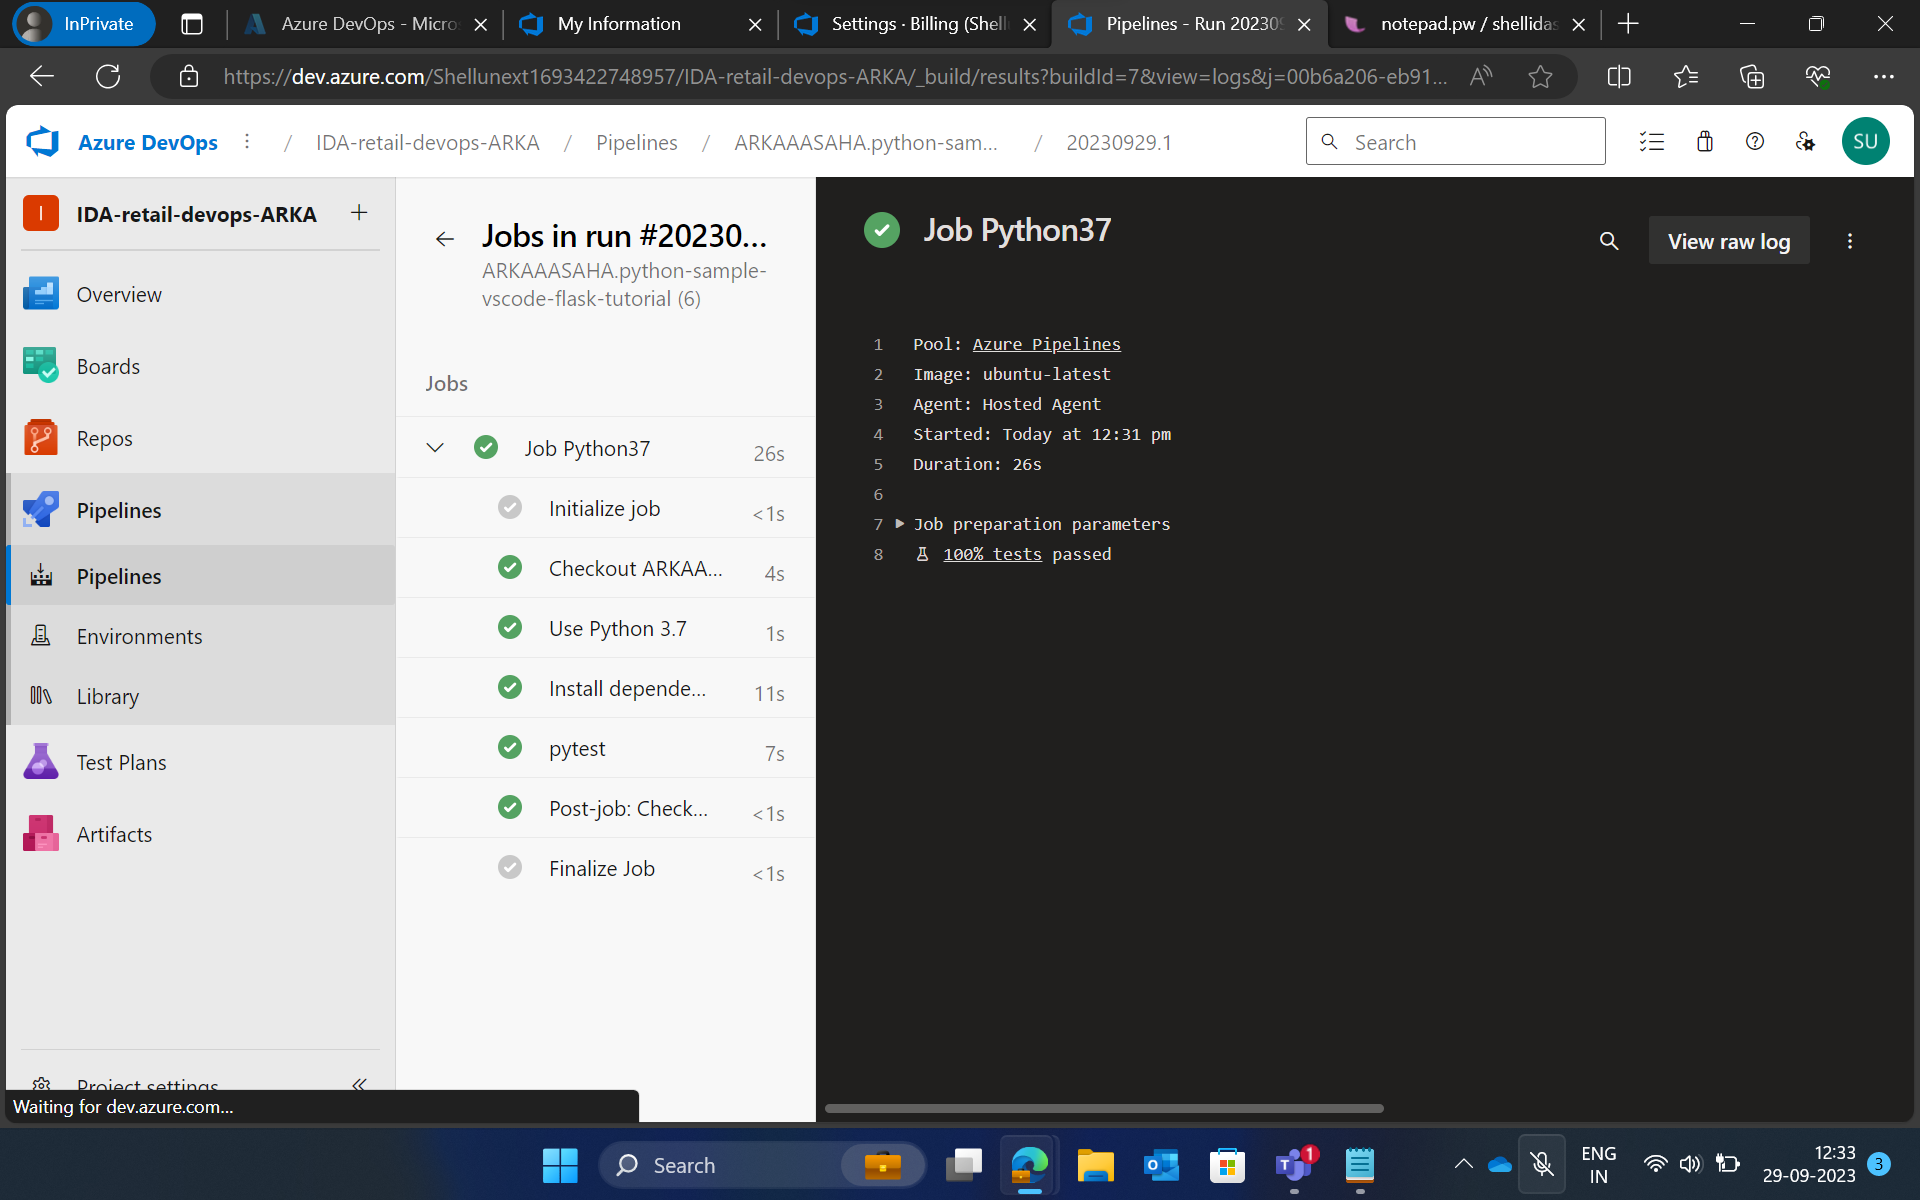 InPrivate
Azure DevOps - Micro
My Information
Settings · Billing (Shell
Pipelines - Run 202309
notepad.pw / shellidas
https://dev.azure.com/Shellunext1693422748957/IDA-retail-devops-ARKA/_build/results?buildId=7&view=logs&j=00b6a206-eb91...
Azure DevOps / IDA-retail-devops-ARKA / Pipelines / ARKAAASAHA.python-sam... / 20230929.1
Search
SU
I
IDA-retail-devops-ARKA
Overview
Boards
Repos
Pipelines
Pipelines
Environments
Library
Test Plans
Artifacts
Project settings
Waiting for dev.azure.com...
Jobs in run #20230...
ARKAAASAHA.python-sample-
vscode-flask-tutorial (6)
Jobs
Job Python37 26s
Initialize job <1s
Checkout ARKAA... 4s
Use Python 3.7 1s
Install depende... 11s
pytest 7s
Post-job: Check... <1s
Finalize Job <1s
Job Python37
View raw log
1 Pool: Azure Pipelines
2 Image: ubuntu-latest
3 Agent: Hosted Agent
4 Started: Today at 12:31 pm
5 Duration: 26s
6
7 Job preparation parameters
8 100% tests passed
Search
1
ENG
IN
12:33
29-09-2023
3